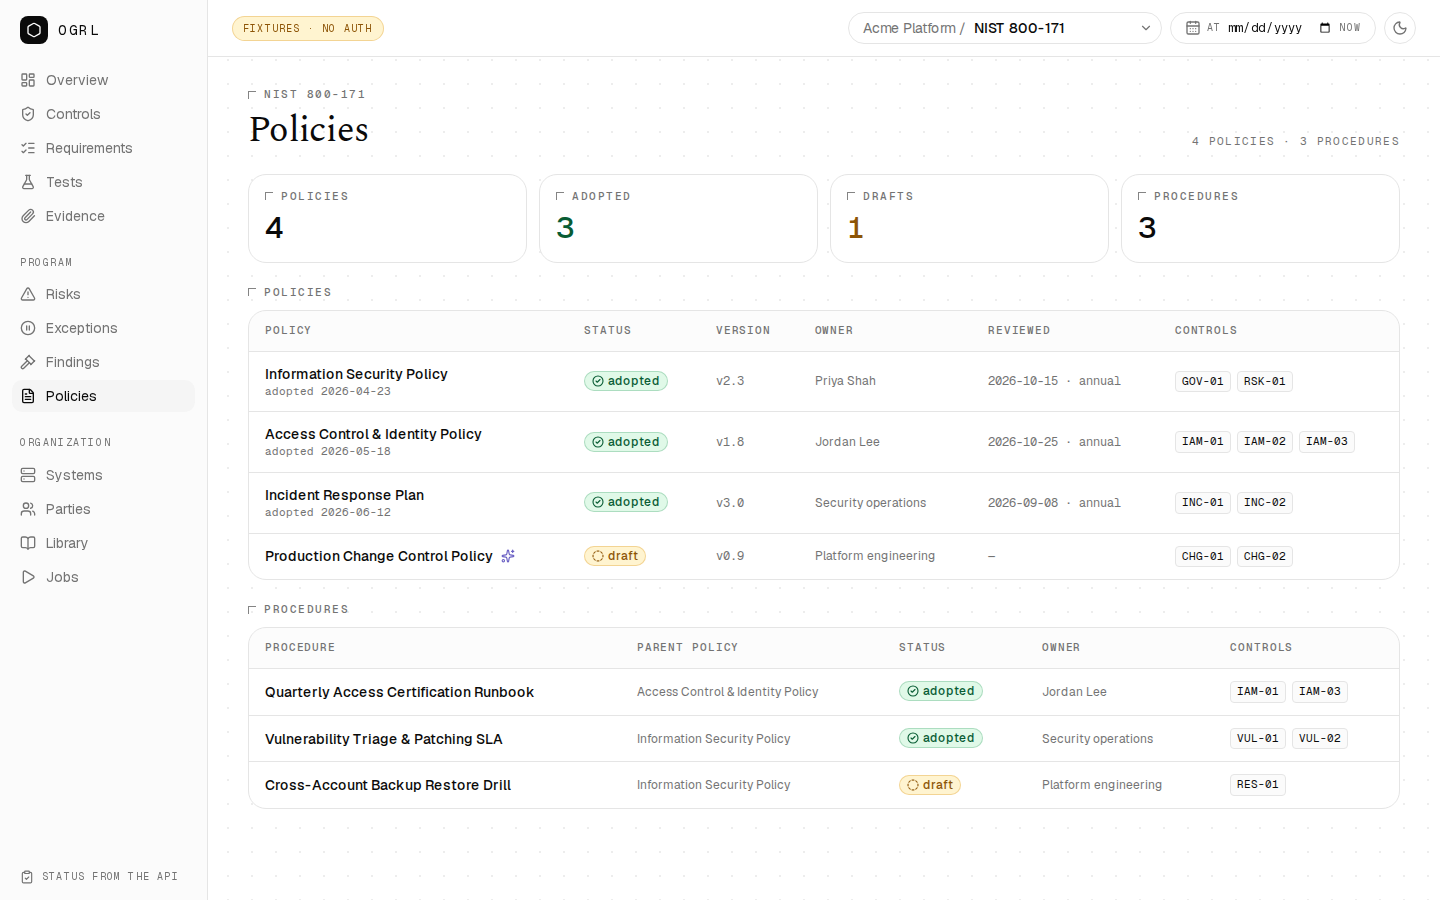 OGRL
FIXTURES · NO AUTH
Acme Platform / NIST 800-171
AT mm/dd/yyyy NOW
Overview
Controls
Requirements
Tests
Evidence
PROGRAM
Risks
Exceptions
Findings
Policies
ORGANIZATION
Systems
Parties
Library
Jobs
STATUS FROM THE API
NIST 800-171
Policies
4 POLICIES · 3 PROCEDURES
POLICIES
4
ADOPTED
3
DRAFTS
1
PROCEDURES
3
POLICIES
POLICY STATUS VERSION OWNER REVIEWED CONTROLS
Information Security Policy adopted v2.3 Priya Shah 2026-10-15 · annual GOV-01 RSK-01
adopted 2026-04-23
Access Control & Identity Policy adopted v1.8 Jordan Lee 2026-10-25 · annual IAM-01 IAM-02 IAM-03
adopted 2026-05-18
Incident Response Plan adopted v3.0 Security operations 2026-09-08 · annual INC-01 INC-02
adopted 2026-06-12
Production Change Control Policy draft v0.9 Platform engineering — CHG-01 CHG-02
PROCEDURES
PROCEDURE PARENT POLICY STATUS OWNER CONTROLS
Quarterly Access Certification Runbook Access Control & Identity Policy adopted Jordan Lee IAM-01 IAM-03
Vulnerability Triage & Patching SLA Information Security Policy adopted Security operations VUL-01 VUL-02
Cross-Account Backup Restore Drill Information Security Policy draft Platform engineering RES-01